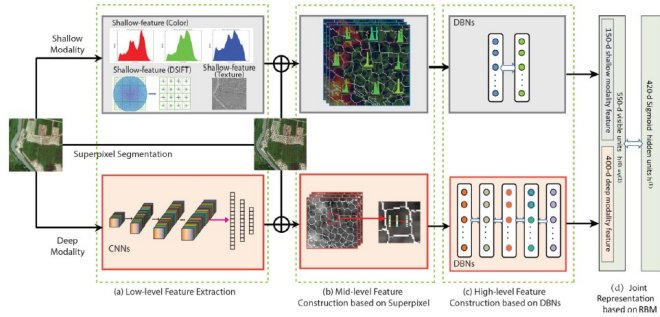 Shallow
Modality
Shallow-feature (Color)
Shallow-feature (DSIFT)
Shallow-feature
(Texture)
DBNs
Superpixel Segmentation
Deep
Modality
CNNs
DBNs
150-d shallow modality
feature
400-d deep modality
feature
550-d visible units
420-d Sigmoid hidden units h⁽¹⁾
(a) Low-level Feature Extraction
(b) Mid-level Feature
Construction based on Superpixel
(c) High-level Feature
Construction based on DBNs
(d) Joint
Representation
based on RBM